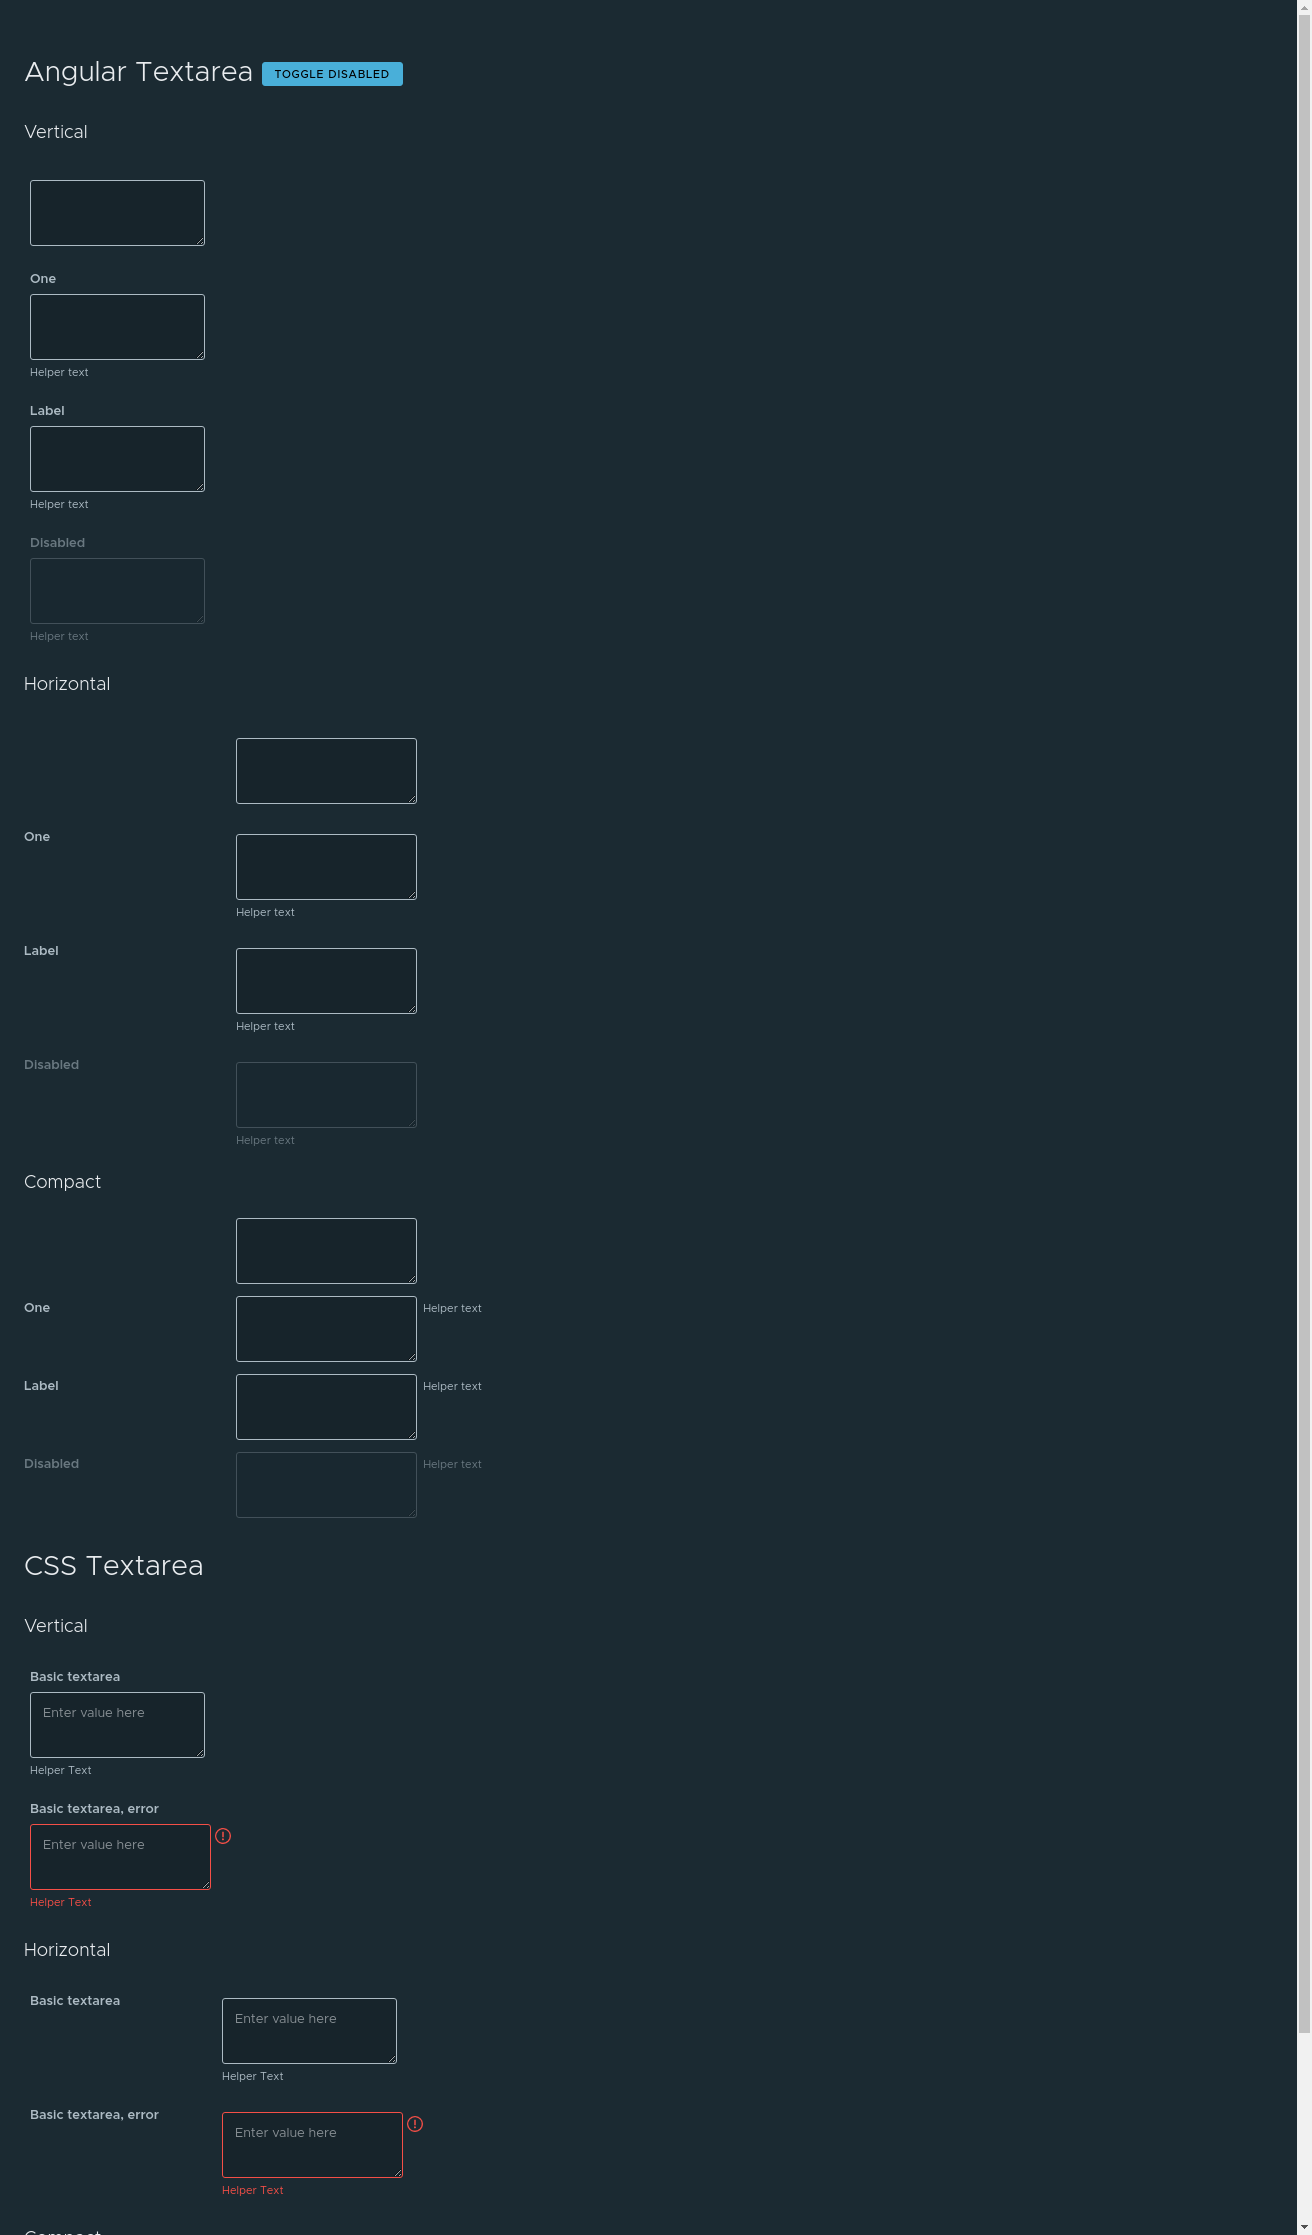 Angular Textarea TOGGLE DISABLED
Vertical
One
Helper text
Label
Helper text
Disabled
Helper text
Horizontal
One
Helper text
Label
Helper text
Disabled
Helper text
Compact
One Helper text
Label Helper text
Disabled Helper text
CSS Textarea
Vertical
Basic textarea
Enter value here
Helper Text
Basic textarea, error
Enter value here
Helper Text
Horizontal
Basic textarea
Enter value here
Helper Text
Basic textarea, error
Enter value here
Helper Text
Compact